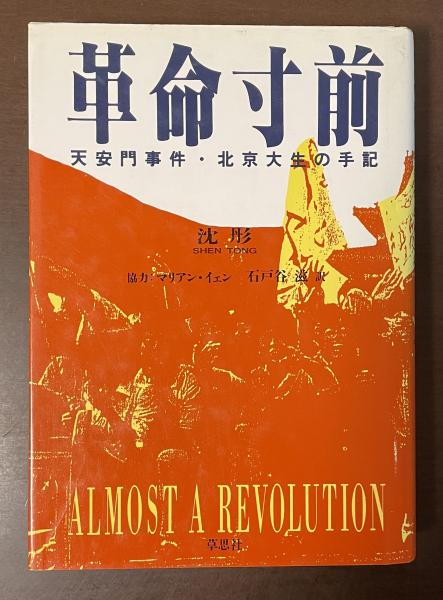 革命寸前
天安門事件・北京大生の手記
沈彤
SHEN TONG
協力:マリアン・イェン 石戸谷 滋 訳
ALMOST A REVOLUTION
草思社